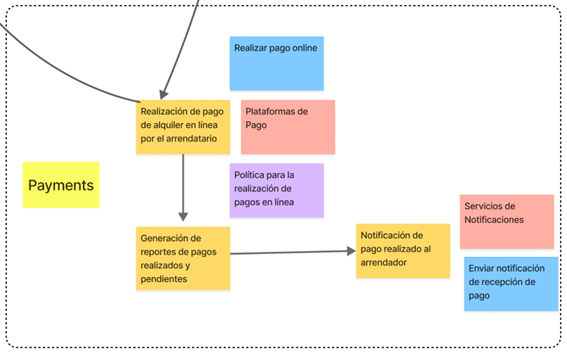 Realizar pago online
Realización de pago
de alquiler en línea
por el arrendatario
Plataformas de
Pago
Payments
Política para la
realización de
pagos en línea
Generación de
reportes de pagos
realizados y
pendientes
Notificación de
pago realizado al
arrendador
Servicios de
Notificaciones
Enviar notificación
de recepción de
pago